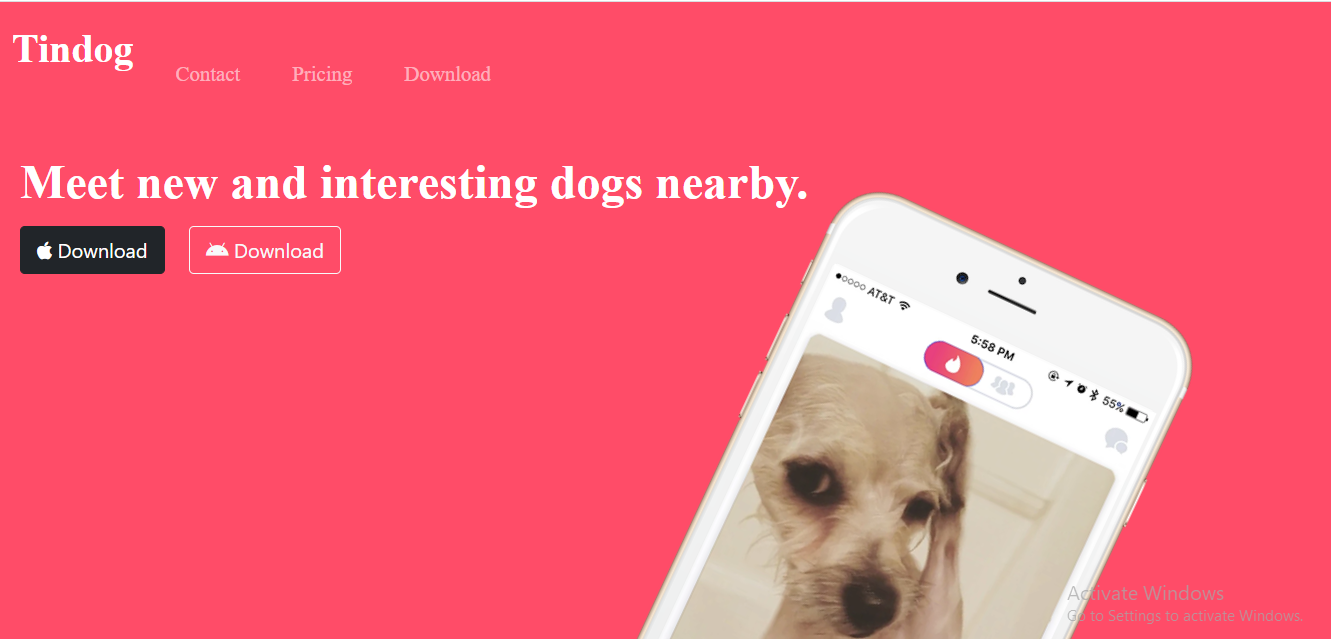 Tindog
Contact Pricing Download
Meet new and interesting dogs nearby.
Download Download
AT&T
5:58 PM
55%
Activate Windows
Go to Settings to activate Windows.